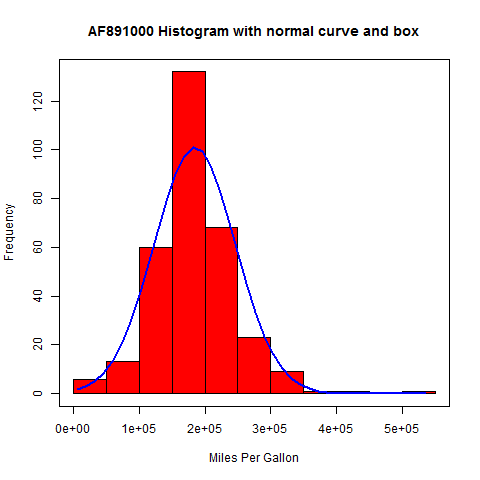 AF891000 Histogram with normal curve and box
Frequency
120
100
80
60
40
20
0
0e+00 1e+05 2e+05 3e+05 4e+05 5e+05
Miles Per Gallon